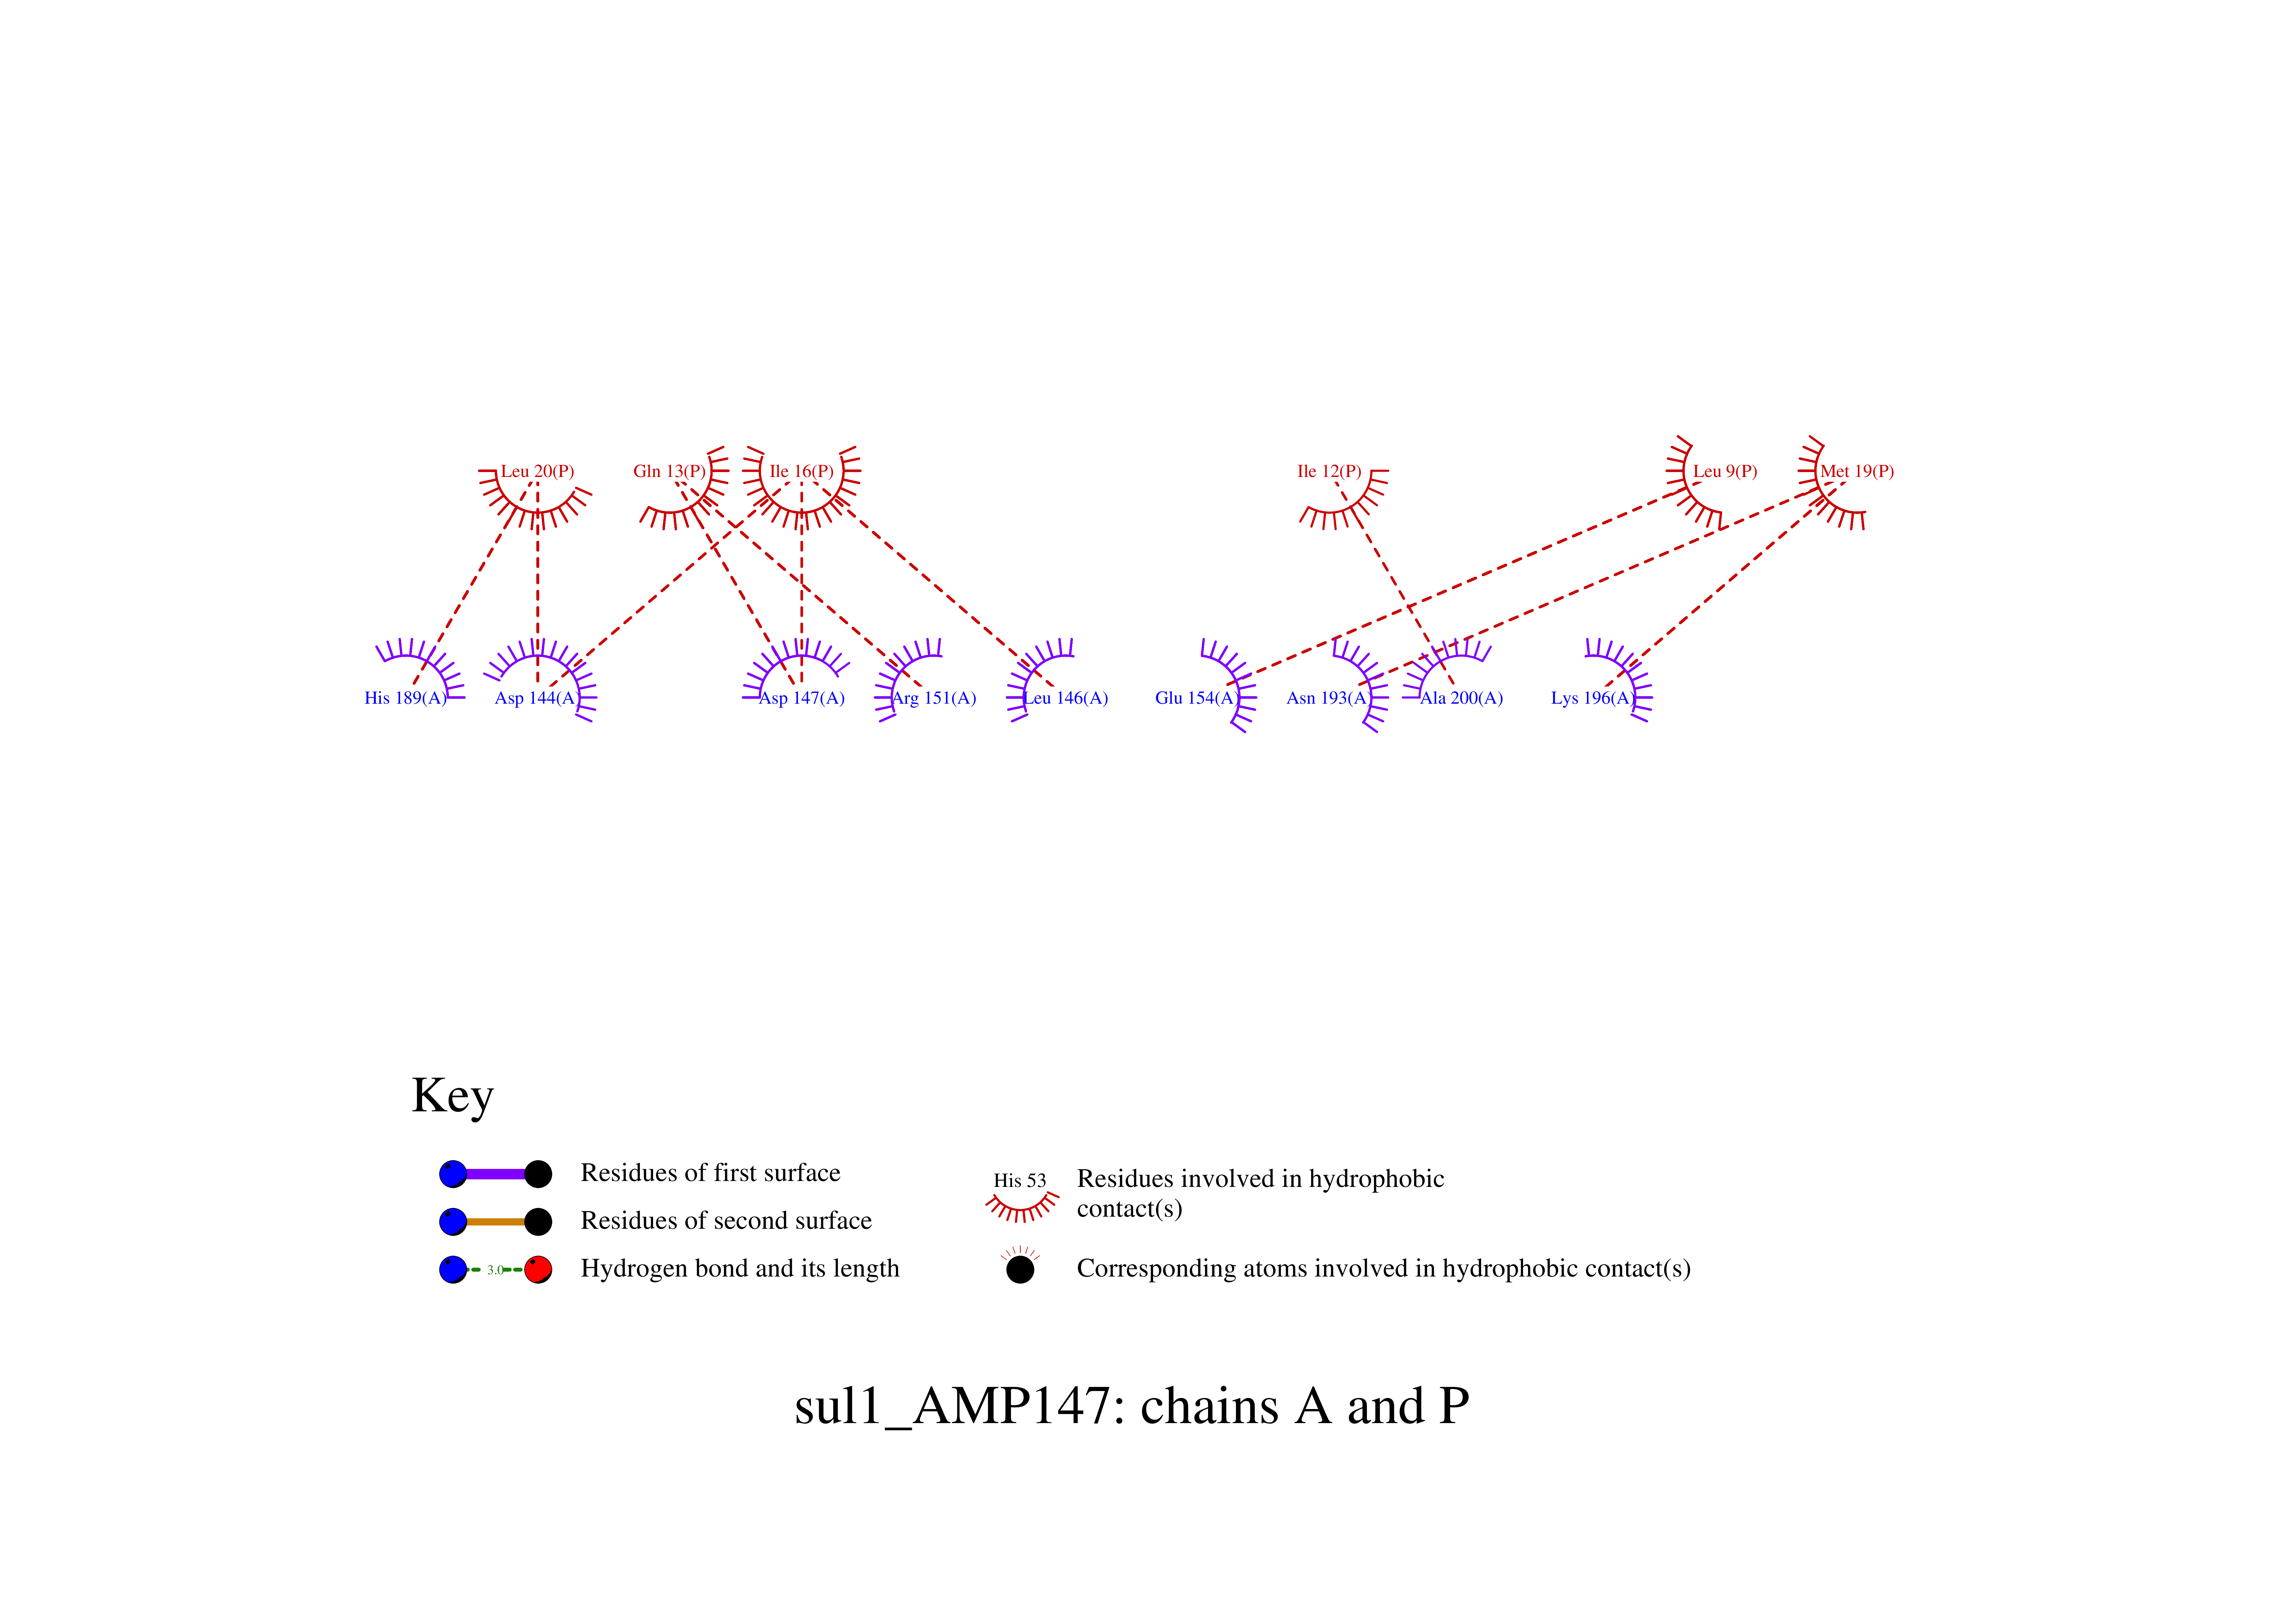 Leu 20(P) Gln 13(P) Ile 16(P) Ile 12(P) Leu 9(P) Met 19(P)
His 189(A) Asp 144(A) Asp 147(A) Arg 151(A) Leu 146(A) Glu 154(A) Asn 193(A) Ala 200(A) Lys 196(A)
Key
Residues of first surface
Residues of second surface
3.0 Hydrogen bond and its length
His 53 Residues involved in hydrophobic
contact(s)
Corresponding atoms involved in hydrophobic contact(s)
sul1_AMP147: chains A and P